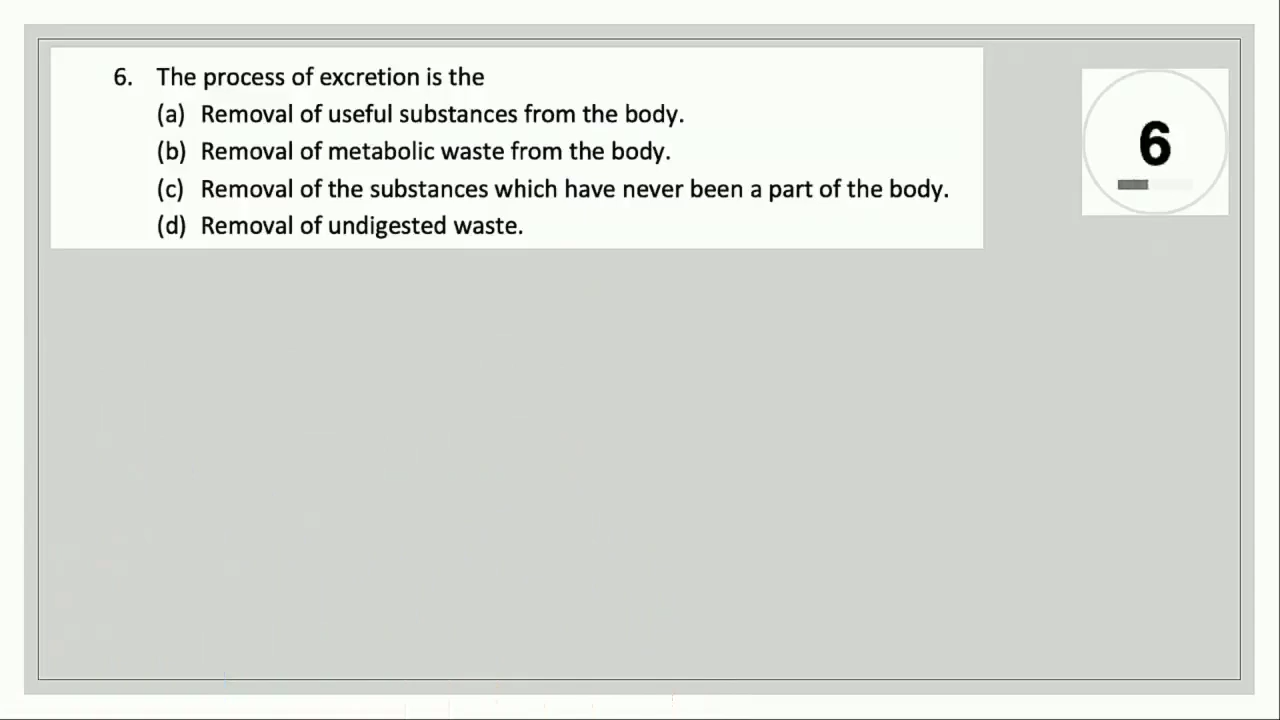 6. The process of excretion is the
(a) Removal of useful substances from the body.
(b) Removal of metabolic waste from the body.
(c) Removal of the substances which have never been a part of the body.
(d) Removal of undigested waste.
6